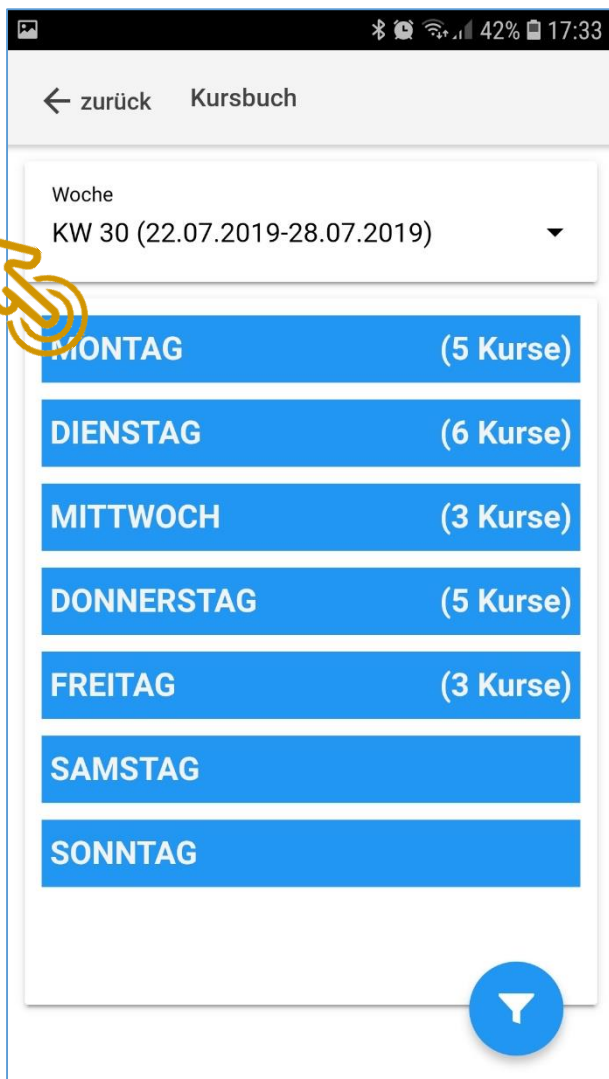 42% 17:33
zurück Kursbuch
Woche
KW 30 (22.07.2019-28.07.2019)
MONTAG (5 Kurse)
DIENSTAG (6 Kurse)
MITTWOCH (3 Kurse)
DONNERSTAG (5 Kurse)
FREITAG (3 Kurse)
SAMSTAG
SONNTAG